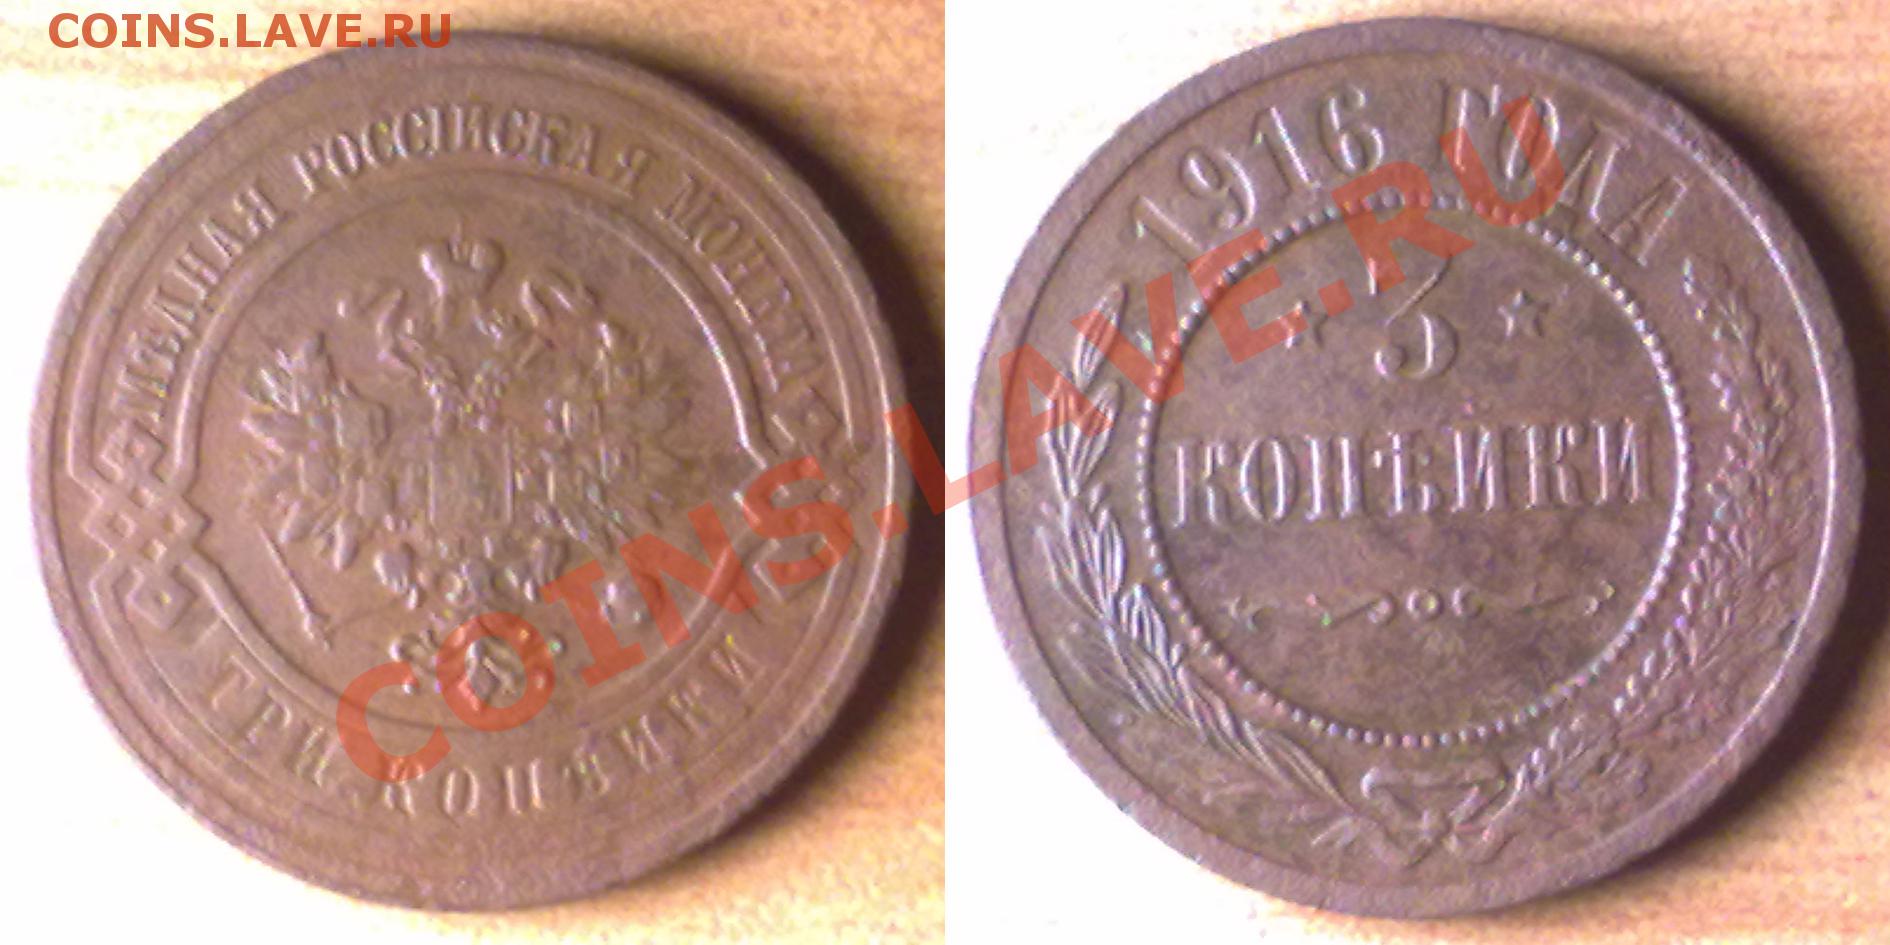 COINS.LAVE.RU
МѢДНАЯ РОССІЙСКАЯ МОНЕТА
ТРИ КОПѢЙКИ
1916 ГОДА
3
КОПѢЙКИ
COINS.LAVE.RU